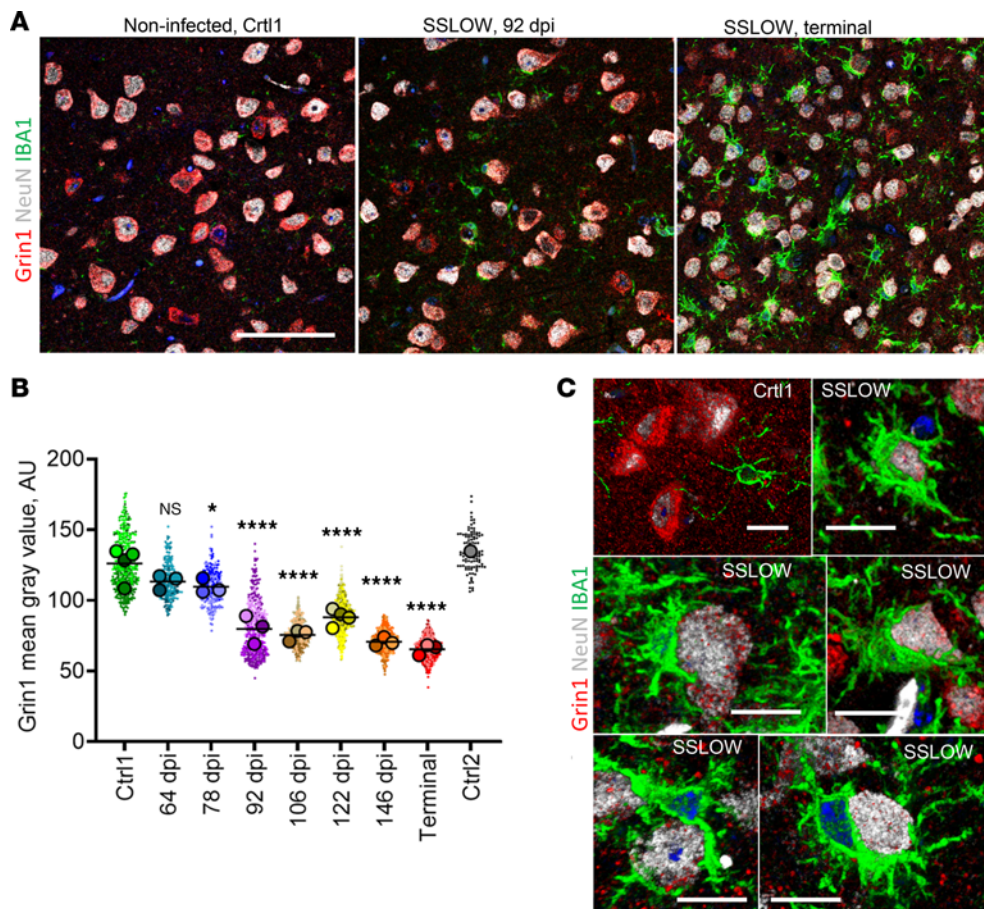 A
Non-infected, Crtl1
SSLOW, 92 dpi
SSLOW, terminal
Grin1 NeuN IBA1
B
Grin1 mean gray value, AU
200
150
100
50
0
NS
*
****
****
****
****
****
Ctrl1
64 dpi
78 dpi
92 dpi
106 dpi
122 dpi
146 dpi
Terminal
Ctrl2
C
Grin1 NeuN IBA1
Crtl1
SSLOW
SSLOW
SSLOW
SSLOW
SSLOW